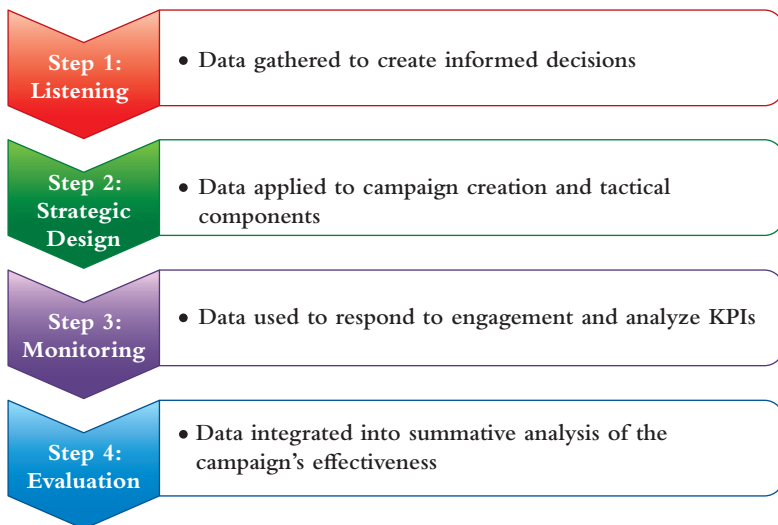 Step 1:
Listening
• Data gathered to create informed decisions
Step 2:
Strategic
Design
• Data applied to campaign creation and tactical
components
Step 3:
Monitoring
• Data used to respond to engagement and analyze KPIs
Step 4:
Evaluation
• Data integrated into summative analysis of the
campaign’s effectiveness